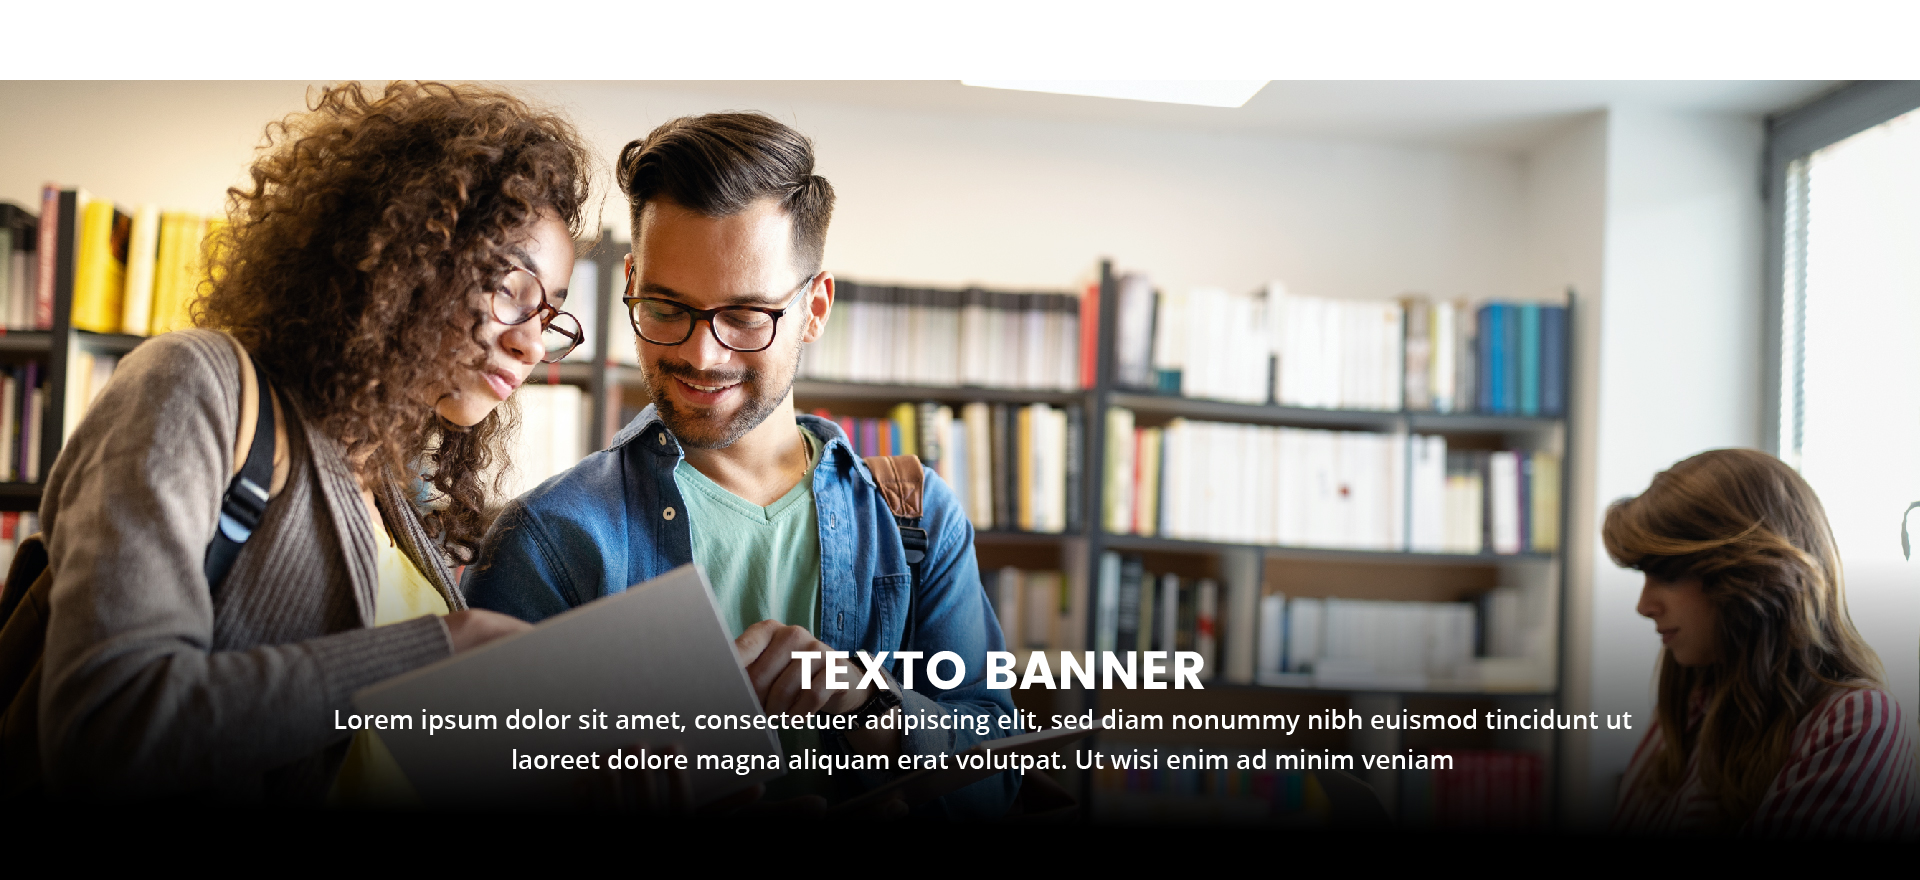 TEXTO BANNER
Lorem ipsum dolor sit amet, consectetuer adipiscing elit, sed diam nonummy nibh euismod tincidunt ut
laoreet dolore magna aliquam erat volutpat. Ut wisi enim ad minim veniam